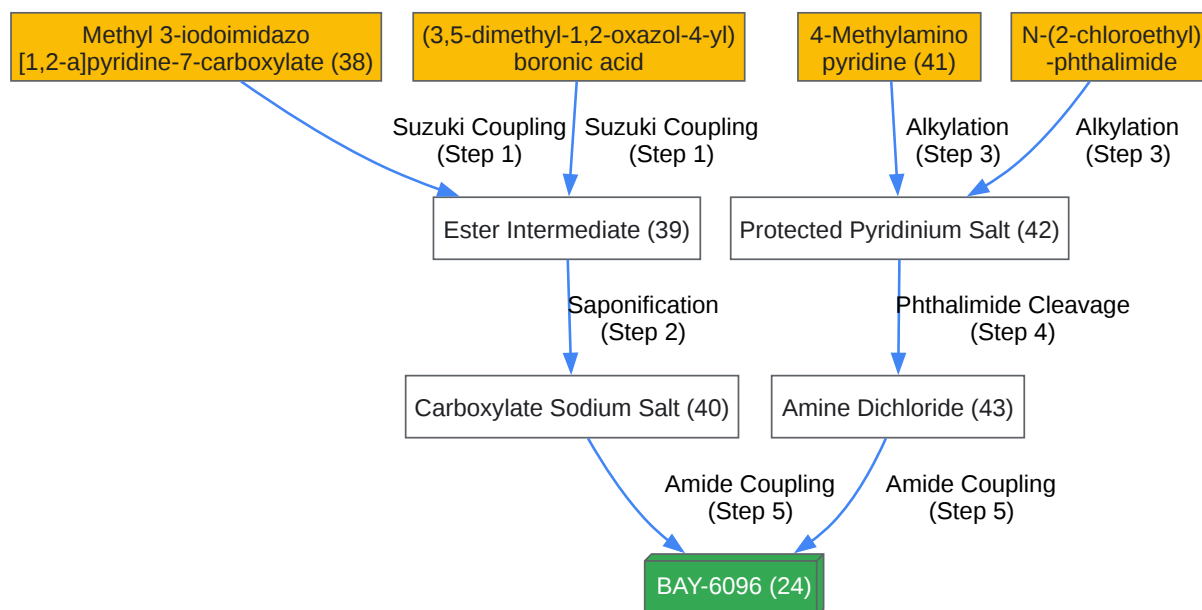 Methyl 3-iodoimidazo
[1,2-a]pyridine-7-carboxylate (38)
(3,5-dimethyl-1,2-oxazol-4-yl)
boronic acid
4-Methylamino
pyridine (41)
N-(2-chloroethyl)
-phthalimide
Suzuki Coupling
(Step 1)
Suzuki Coupling
(Step 1)
Alkylation
(Step 3)
Alkylation
(Step 3)
Ester Intermediate (39)
Protected Pyridinium Salt (42)
Saponification
(Step 2)
Phthalimide Cleavage
(Step 4)
Carboxylate Sodium Salt (40)
Amine Dichloride (43)
Amide Coupling
(Step 5)
Amide Coupling
(Step 5)
BAY-6096 (24)